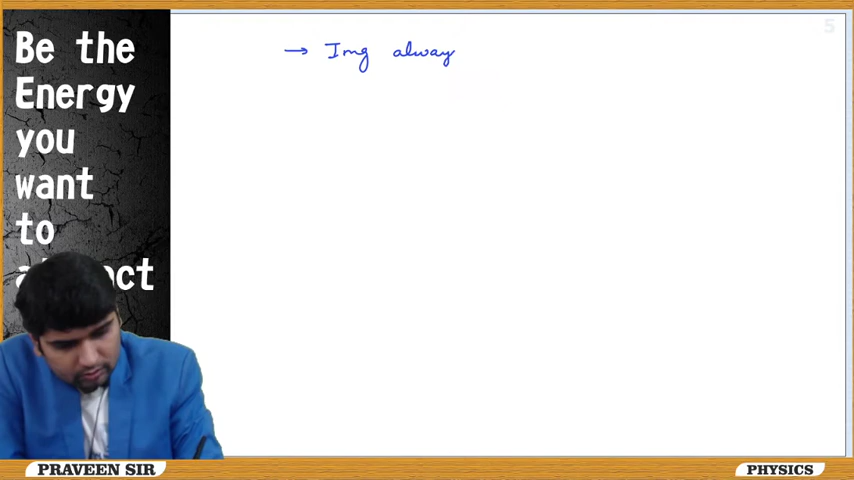 Be the
Energy
you
want
to
→ Img alway
5
PRAVEEN SIR
PHYSICS